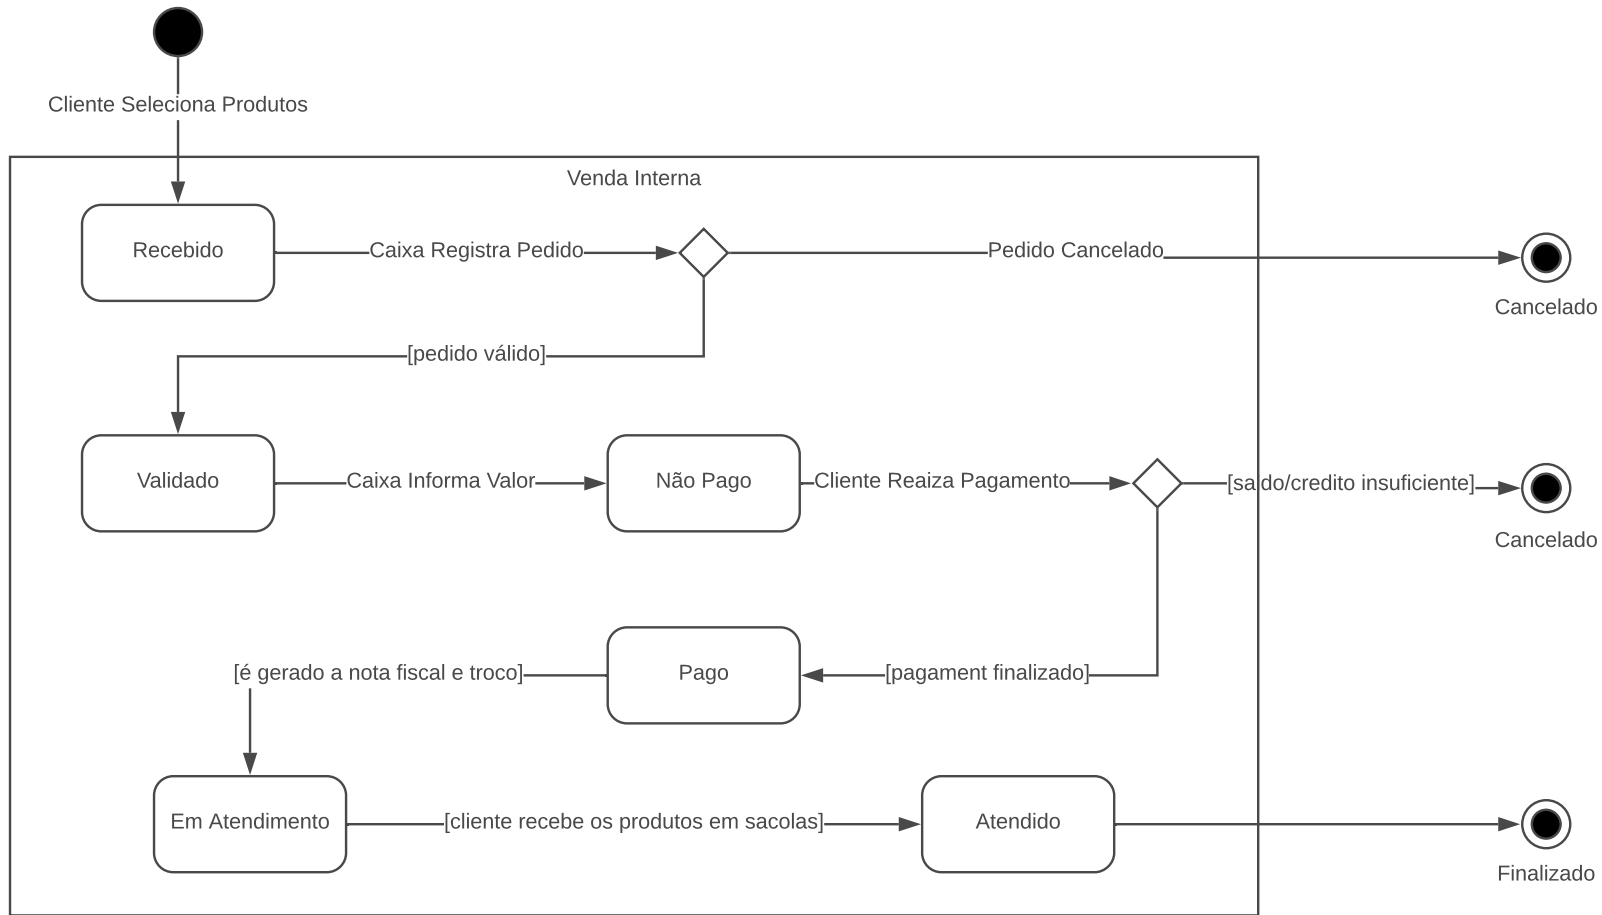 Cliente Seleciona Produtos
Venda Interna
Recebido
Caixa Registra Pedido
Pedido Cancelado
Cancelado
[pedido válido]
Validado
Caixa Informa Valor
Não Pago
Cliente Reaiza Pagamento
[saldo/credito insuficiente]
Cancelado
[é gerado a nota fiscal e troco]
Pago
[pagament finalizado]
Em Atendimento
[cliente recebe os produtos em sacolas]
Atendido
Finalizado